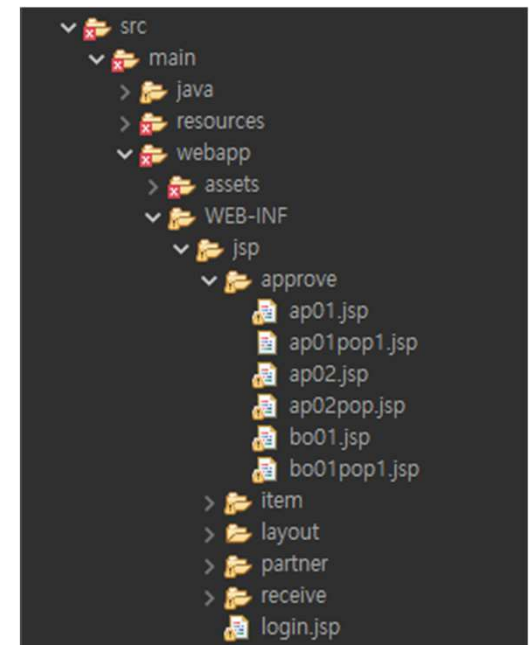 src
main
java
resources
webapp
assets
WEB-INF
jsp
approve
ap01.jsp
ap01pop1.jsp
ap02.jsp
ap02pop.jsp
bo01.jsp
bo01pop1.jsp
item
layout
partner
receive
login.jsp